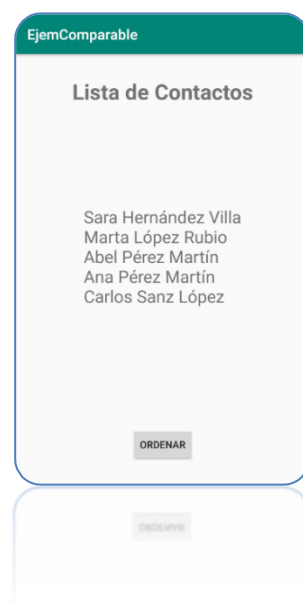 EjemComparable
Lista de Contactos
Sara Hernández Villa
Marta López Rubio
Abel Pérez Martín
Ana Pérez Martín
Carlos Sanz López
ORDENAR